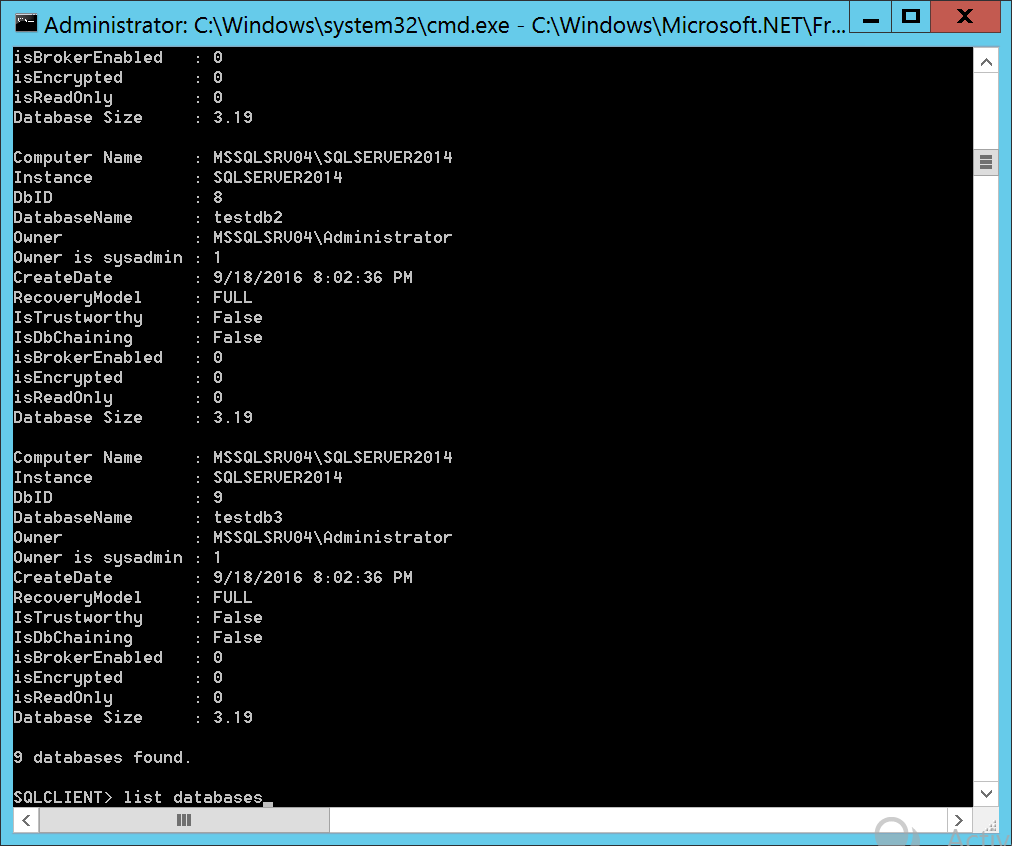 Administrator: C:\Windows\system32\cmd.exe - C:\Windows\Microsoft.NET\Fr...
isBrokerEnabled : 0
isEncrypted : 0
isReadOnly : 0
Database Size : 3.19
Computer Name : MSSQLSRV04\SQLSERVER2014
Instance : SQLSERVER2014
DbID : 8
DatabaseName : testdb2
Owner : MSSQLSRV04\Administrator
Owner is sysadmin : 1
CreateDate : 9/18/2016 8:02:36 PM
RecoveryModel : FULL
IsTrustworthy : False
IsDbChaining : False
isBrokerEnabled : 0
isEncrypted : 0
isReadOnly : 0
Database Size : 3.19
Computer Name : MSSQLSRV04\SQLSERVER2014
Instance : SQLSERVER2014
DbID : 9
DatabaseName : testdb3
Owner : MSSQLSRV04\Administrator
Owner is sysadmin : 1
CreateDate : 9/18/2016 8:02:36 PM
RecoveryModel : FULL
IsTrustworthy : False
IsDbChaining : False
isBrokerEnabled : 0
isEncrypted : 0
isReadOnly : 0
Database Size : 3.19
9 databases found.
SQLCLIENT> list databases_